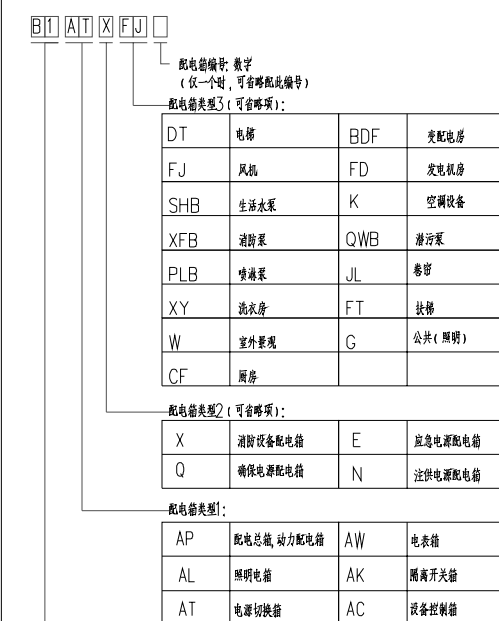 B1 AT X FJ
配电箱编号: 数字
(仅一个时, 可省略配此编号)
配电箱类型3(可省略项):
DT 电梯 BDF 变配电房
FJ 风机 FD 发电机房
SHB 生活水泵 K 空调设备
XFB 消防泵 QWB 潜污泵
PLB 喷淋泵 JL 卷帘
XY 洗衣房 FT 扶梯
W 室外景观 G 公共(照明)
CF 厨房
配电箱类型2(可省略项):
X 消防设备配电箱 E 应急电源配电箱
Q 确保电源配电箱 N 注供电源配电箱
配电箱类型1:
AP 配电总箱,动力配电箱 AW 电表箱
AL 照明电箱 AK 隔离开关箱
AT 电源切换箱 AC 设备控制箱